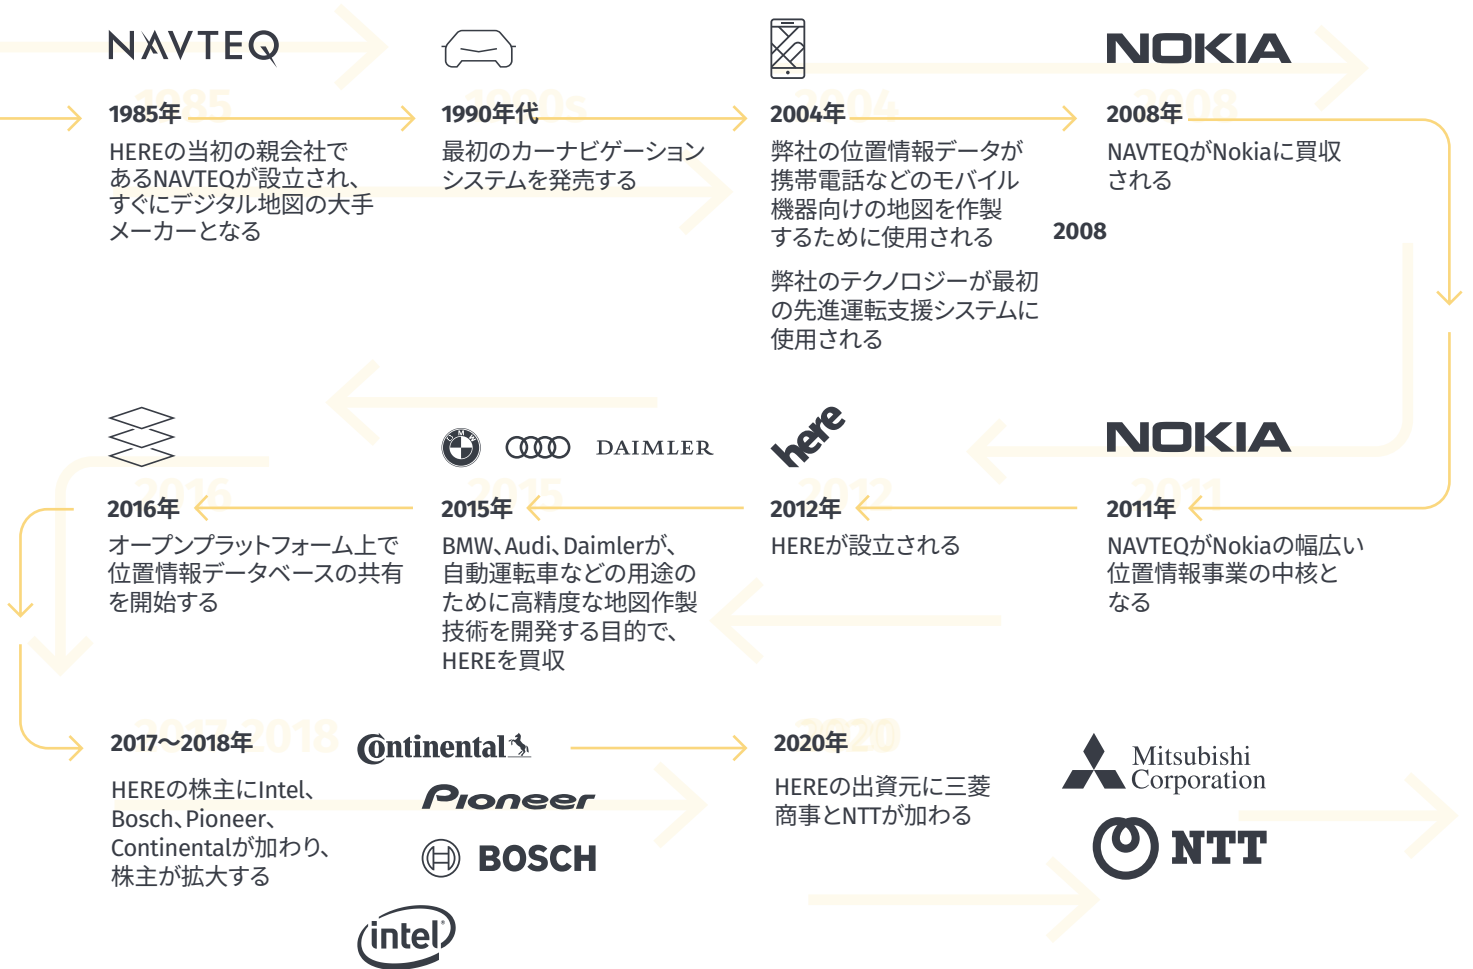 NAVTEQ
1985年
HEREの当初の親会社で
あるNAVTEQが設立され、
すぐにデジタル地図の大手
メーカーとなる
1990年代
最初のカーナビゲーション
システムを発売する
2004年
弊社の位置情報データが
携帯電話などのモバイル
機器向けの地図を作製
するために使用される
弊社のテクノロジーが最初
の先進運転支援システムに
使用される
2008
NOKIA
2008年
NAVTEQがNokiaに買収
される
NOKIA
2011年
NAVTEQがNokiaの幅広い
位置情報事業の中核と
なる
here
2012年
HEREが設立される
BMW
DAIMLER
2015年
BMW、Audi、Daimlerが、
自動運転車などの用途の
ために高精度な地図作製
技術を開発する目的で、
HEREを買収
2016年
オープンプラットフォーム上で
位置情報データベースの共有
を開始する
2017～2018年
HEREの株主にIntel、
Bosch、Pioneer、
Continentalが加わり、
株主が拡大する
Continental
Pioneer
BOSCH
intel
2020年
HEREの出資元に三菱
商事とNTTが加わる
Mitsubishi
Corporation
NTT
1985
1990s
2004
2008
2011
2012
2015
2016
2017-2018
2020